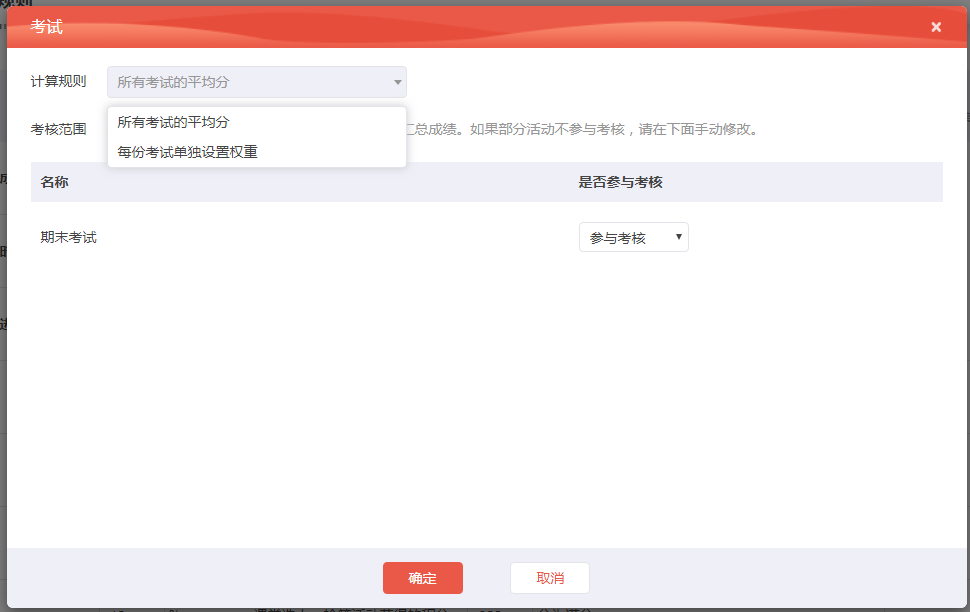 考试
×
计算规则 所有考试的平均分
所有考试的平均分
每份考试单独设置权重
考核范围 总成绩。如果部分活动不参与考核，请在下面手动修改。
名称 是否参与考核
期末考试 参与考核
确定 取消